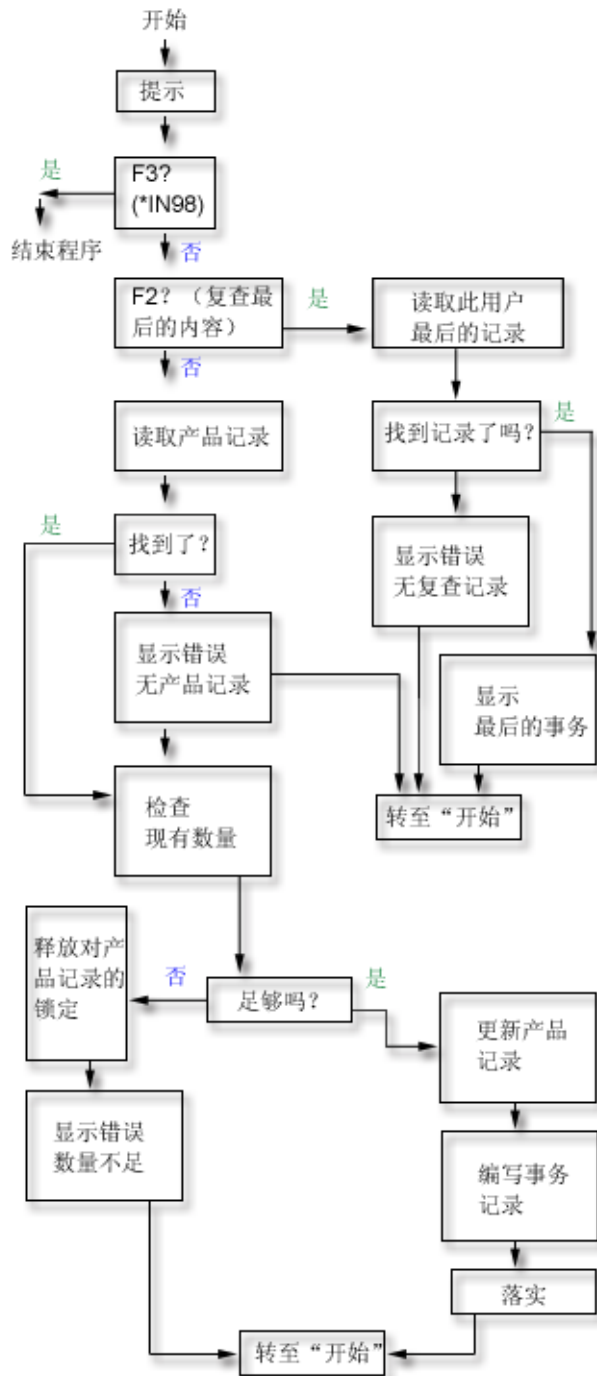 开始
提示
是
F3?
(*IN98)
结束程序
否
F2? （复查最
后的内容）
是
读取此用户
最后的记录
否
读取产品记录
找到记录了吗?
是
是
找到了?
否
显示错误
无复查记录
显示错误
无产品记录
显示
最后的事务
检查
现有数量
转至“开始”
释放对产
品记录的
锁定
否
足够吗?
是
更新产品
记录
显示错误
数量不足
编写事务
记录
落实
转至“开始”